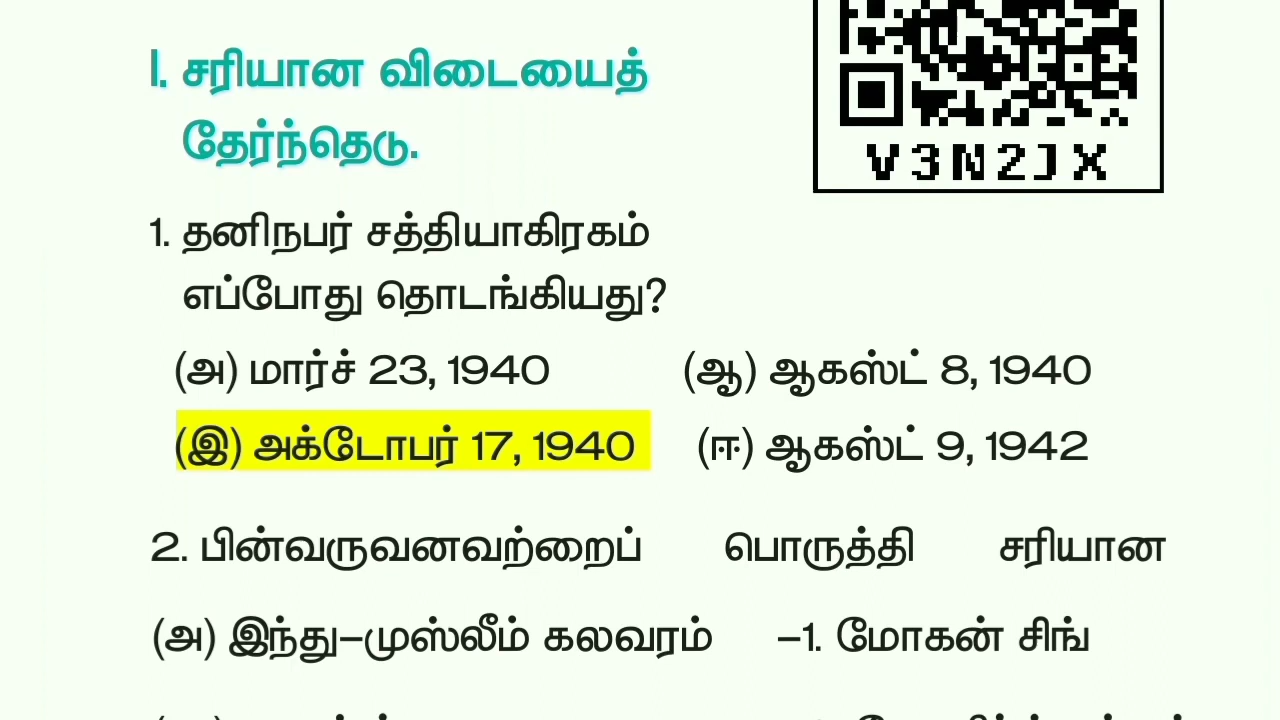 I. சரியான விடையைத்
தேர்ந்தெடு.
V3N2JX
1. தனிநபர் சத்தியாகிரகம்
எப்போது தொடங்கியது?
(அ) மார்ச் 23, 1940 (ஆ) ஆகஸ்ட் 8, 1940
(இ) அக்டோபர் 17, 1940 (ஈ) ஆகஸ்ட் 9, 1942
2. பின்வருவனவற்றைப் பொருத்தி சரியான
(அ) இந்து–முஸ்லீம் கலவரம் –1. மோகன் சிங்